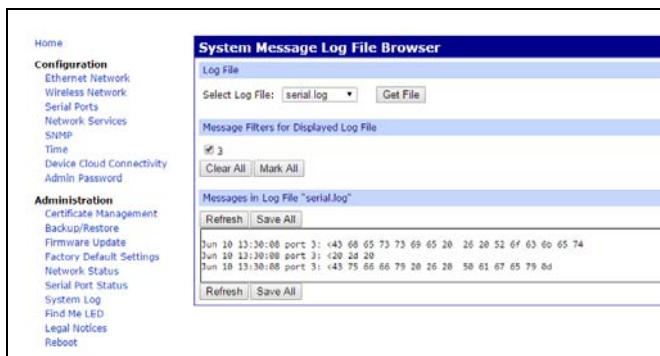 Home
Configuration
Ethernet Network
Wireless Network
Serial Ports
Network Services
SNMP
Time
Device Cloud Connectivity
Admin Password
Administration
Certificate Management
Backup/Restore
Firmware Update
Factory Default Settings
Network Status
Serial Port Status
System Log
Find Me LED
Legal Notices
Reboot
System Message Log File Browser
Log File
Select Log File: serial.log Get File
Message Filters for Displayed Log File
3
Clear All Mark All
Messages in Log File "serial.log"
Refresh Save All
Jun 10 13:30:08 port 3: <43 68 65 73 73 69 65 20 26 20 52 6f 63 6b 65 74
Jun 10 13:30:08 port 3: <20 2d 20
Jun 10 13:30:08 port 3: <43 75 66 66 79 20 26 20 50 61 67 65 79 0d
Refresh Save All